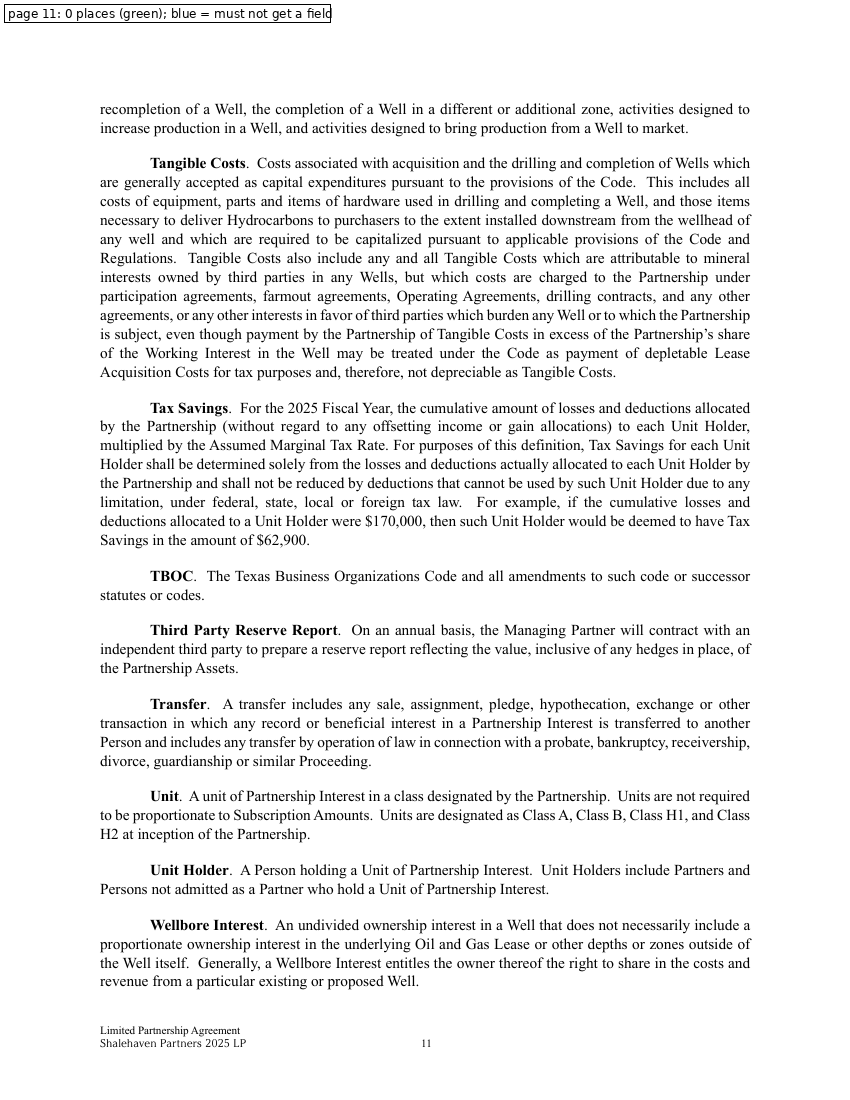 page 11: 0 places (green); blue = must not get a field
recompletion of a Well, the completion of a Well in a different or additional zone, activities designed to
increase production in a Well, and activities designed to bring production from a Well to market.
Tangible Costs.  Costs associated with acquisition and the drilling and completion of Wells which
are generally accepted as capital expenditures pursuant to the provisions of the Code.  This includes all
costs of equipment, parts and items of hardware used in drilling and completing a Well, and those items
necessary to deliver Hydrocarbons to purchasers to the extent installed downstream from the wellhead of
any well and which are required to be capitalized pursuant to applicable provisions of the Code and
Regulations.  Tangible Costs also include any and all Tangible Costs which are attributable to mineral
interests owned by third parties in any Wells, but which costs are charged to the Partnership under
participation agreements, farmout agreements, Operating Agreements, drilling contracts, and any other
agreements, or any other interests in favor of third parties which burden any Well or to which the Partnership
is subject, even though payment by the Partnership of Tangible Costs in excess of the Partnership’s share
of the Working Interest in the Well may be treated under the Code as payment of depletable Lease
Acquisition Costs for tax purposes and, therefore, not depreciable as Tangible Costs.
Tax Savings.  For the 2025 Fiscal Year, the cumulative amount of losses and deductions allocated
by the Partnership (without regard to any offsetting income or gain allocations) to each Unit Holder,
multiplied by the Assumed Marginal Tax Rate. For purposes of this definition, Tax Savings for each Unit
Holder shall be determined solely from the losses and deductions actually allocated to each Unit Holder by
the Partnership and shall not be reduced by deductions that cannot be used by such Unit Holder due to any
limitation, under federal, state, local or foreign tax law.  For example, if the cumulative losses and
deductions allocated to a Unit Holder were $170,000, then such Unit Holder would be deemed to have Tax
Savings in the amount of $62,900.
TBOC.  The Texas Business Organizations Code and all amendments to such code or successor
statutes or codes.
Third Party Reserve Report.  On an annual basis, the Managing Partner will contract with an
independent third party to prepare a reserve report reflecting the value, inclusive of any hedges in place, of
the Partnership Assets.
Transfer.  A transfer includes any sale, assignment, pledge, hypothecation, exchange or other
transaction in which any record or beneficial interest in a Partnership Interest is transferred to another
Person and includes any transfer by operation of law in connection with a probate, bankruptcy, receivership,
divorce, guardianship or similar Proceeding.
Unit.  A unit of Partnership Interest in a class designated by the Partnership.  Units are not required
to be proportionate to Subscription Amounts.  Units are designated as Class A, Class B, Class H1, and Class
H2 at inception of the Partnership.
Unit Holder.  A Person holding a Unit of Partnership Interest.  Unit Holders include Partners and
Persons not admitted as a Partner who hold a Unit of Partnership Interest.
Wellbore Interest.  An undivided ownership interest in a Well that does not necessarily include a
proportionate ownership interest in the underlying Oil and Gas Lease or other depths or zones outside of
the Well itself.  Generally, a Wellbore Interest entitles the owner thereof the right to share in the costs and
revenue from a particular existing or proposed Well.
Limited Partnership Agreement
Shalehaven Partners 2025 LP 11